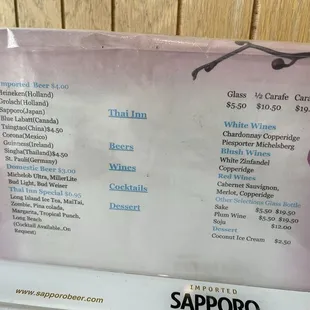 Imported Beer $4.00
Heineken(Holland)
Grolsch(Holland)
Sapporo(Japan)
Blue Labatt(Canada)
Tsingtao(China)$4.50
Corona(Mexico)
Guinness(Ireland)
Singha(Thailand)$4.50
St. Pauli(Germany)
Domestic Beer $3.00
Michelob Ultra, MillerLite
Bud Light, Bud Weiser
Thai Inn Special $6.95
Long Island Ice Tea, MaiTai,
Zombie, Pina colada,
Margarita, Tropical Punch,
Long Beach
(Cocktail Available..On
Request)
Thai Inn
Beers
Wines
Cocktails
Dessert
Glass ½ Carafe Cara
$5.50 $10.50 $19.
White Wines
Chardonnay Copperidge
Piesporter Michelsberg
Blush Wines
White Zinfandel
Copperidge
Red Wines
Cabernet Sauvignon,
Merlot, Copperidge
Other Selections Glass Bottle
Sake $5.50 $19.50
Plum Wine $5.50 $19.50
Soju $12.00
Dessert
Coconut Ice Cream $2.50
www.sapporobeer.com
IMPORTED
SAPPORO